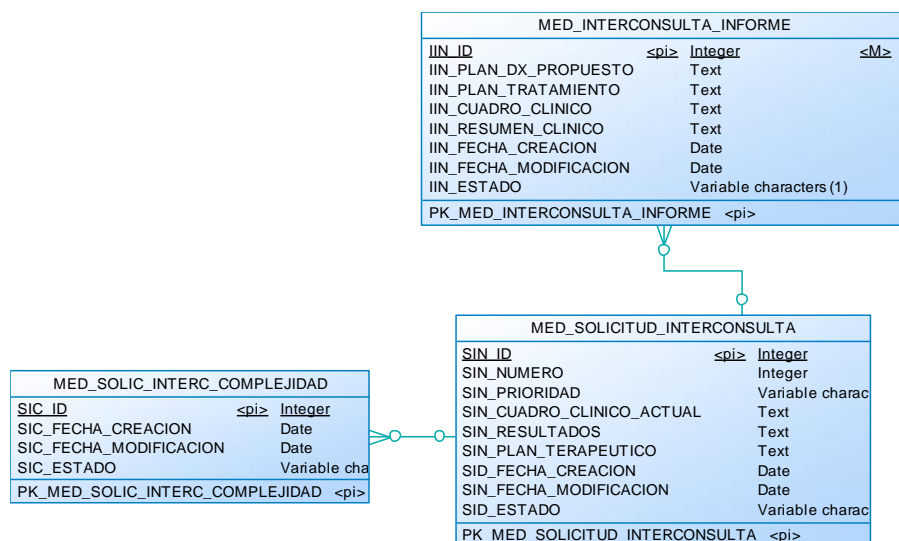 MED_INTERCONSULTA_INFORME
IIN_ID <pi> Integer <M>
IIN_PLAN_DX_PROPUESTO Text
IIN_PLAN_TRATAMIENTO Text
IIN_CUADRO_CLINICO Text
IIN_RESUMEN_CLINICO Text
IIN_FECHA_CREACION Date
IIN_FECHA_MODIFICACION Date
IIN_ESTADO Variable characters (1)
PK_MED_INTERCONSULTA_INFORME <pi>
MED_SOLICITUD_INTERCONSULTA
SIN_ID <pi> Integer
SIN_NUMERO Integer
SIN_PRIORIDAD Variable charac
SIN_CUADRO_CLINICO_ACTUAL Text
SIN_RESULTADOS Text
SIN_PLAN_TERAPEUTICO Text
SID_FECHA_CREACION Date
SIN_FECHA_MODIFICACION Date
SID_ESTADO Variable charac
PK_MED_SOLICITUD_INTERCONSULTA <pi>
MED_SOLIC_INTERC_COMPLEJIDAD
SIC_ID <pi> Integer
SIC_FECHA_CREACION Date
SIC_FECHA_MODIFICACION Date
SIC_ESTADO Variable cha
PK_MED_SOLIC_INTERC_COMPLEJIDAD <pi>